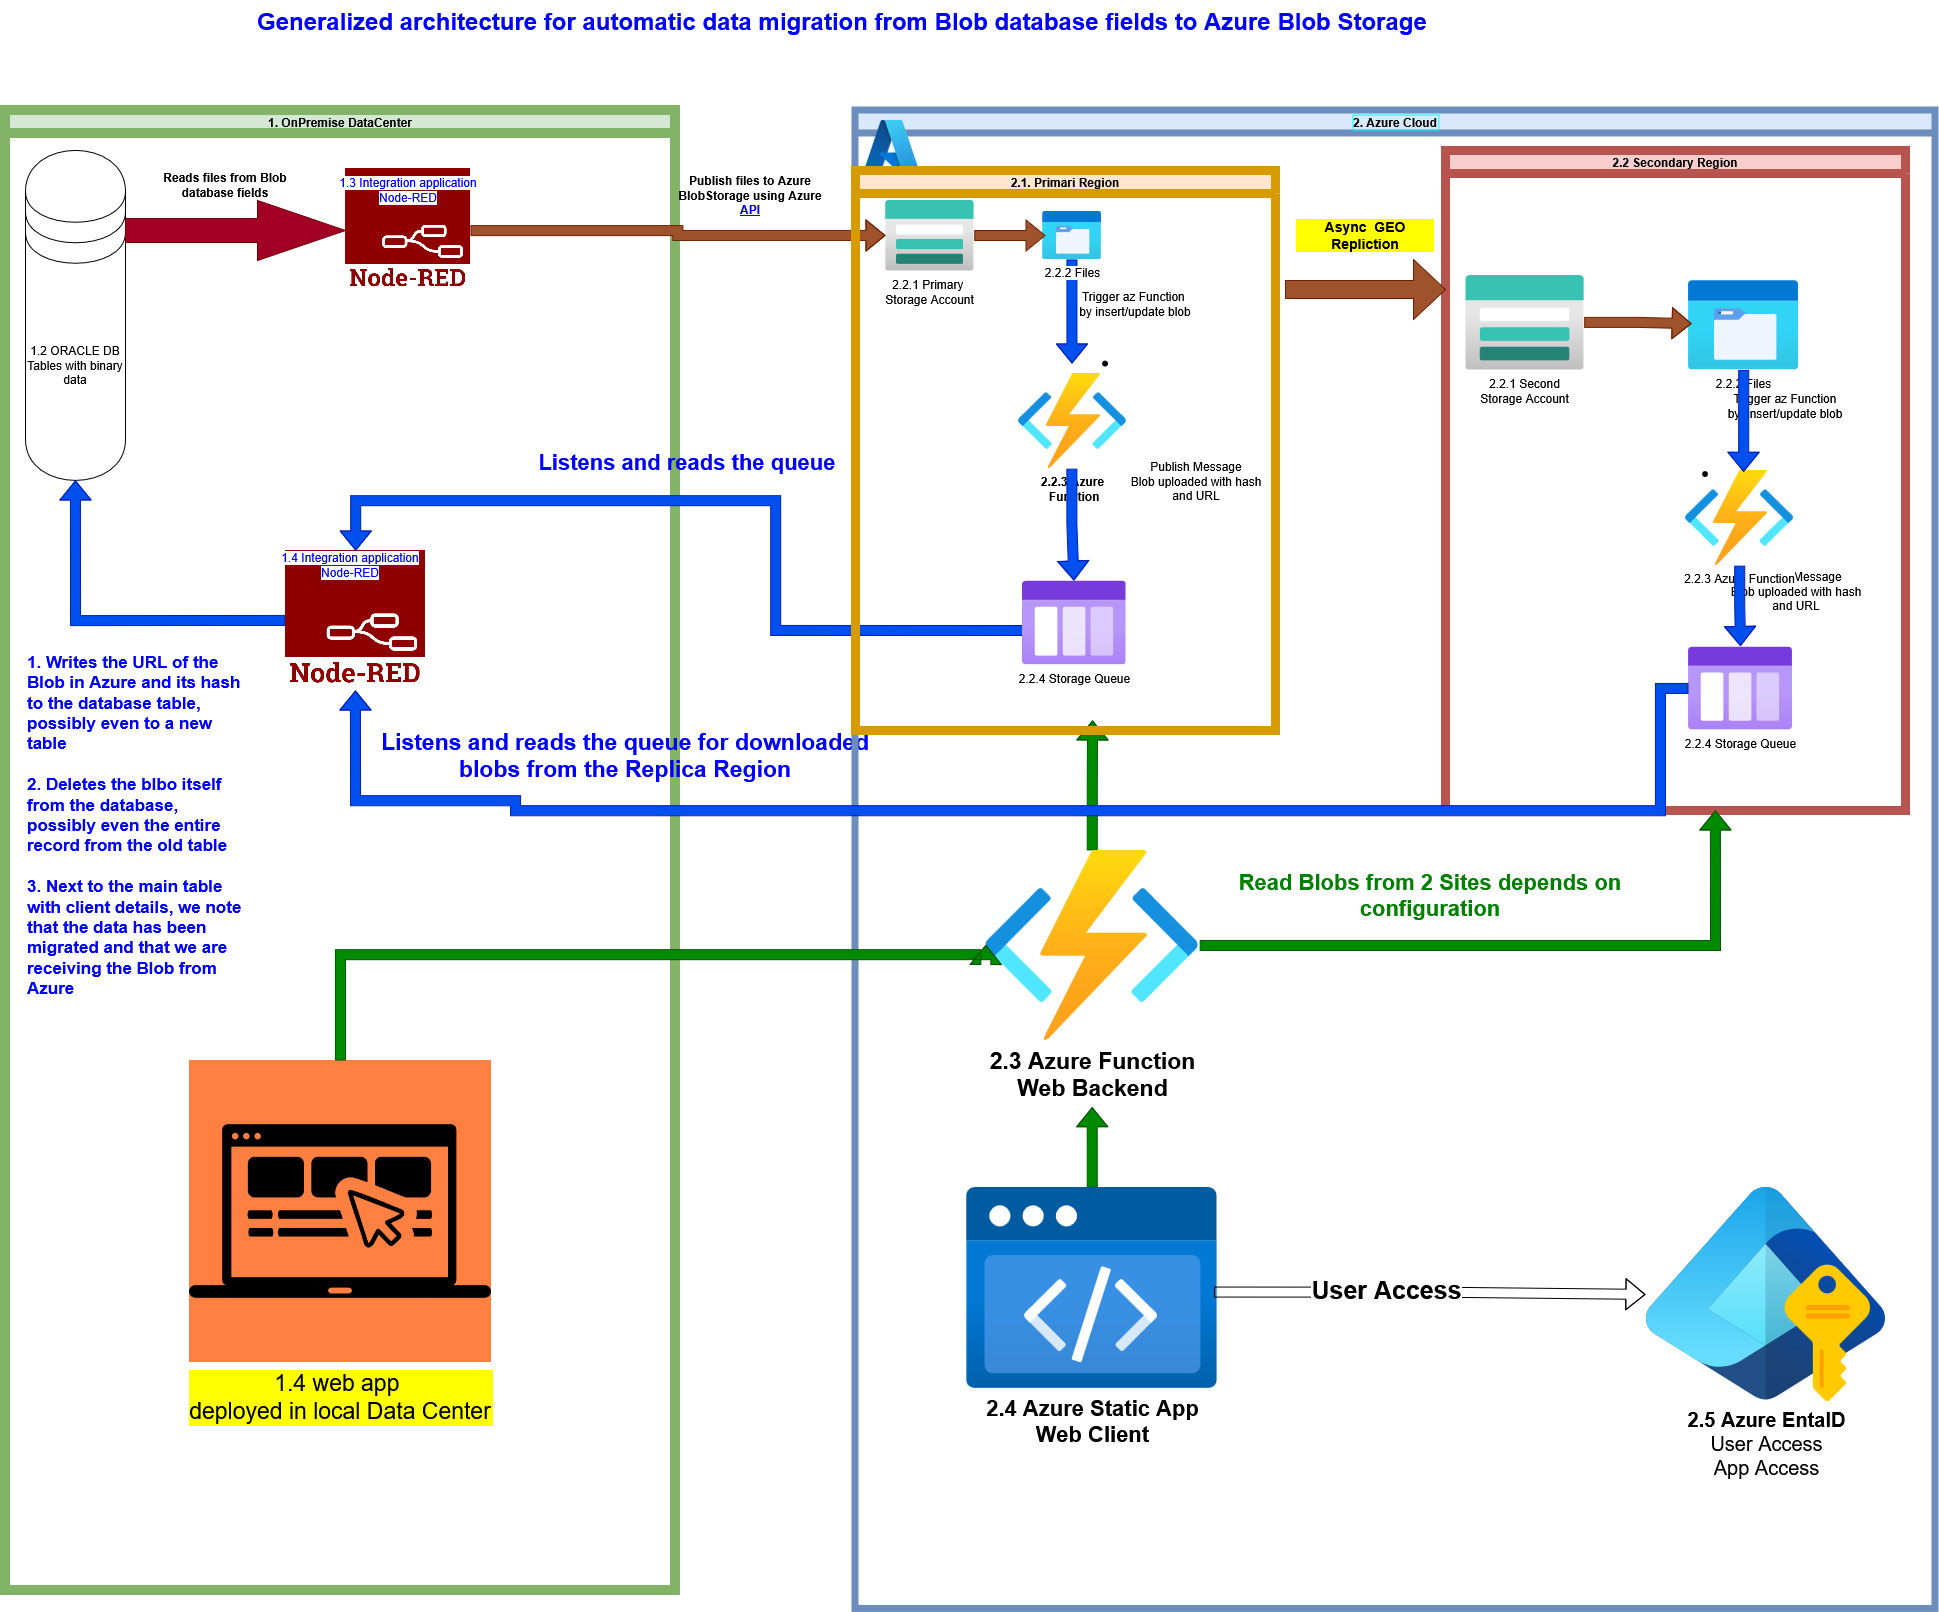 Generalized architecture for automatic data migration from Blob database fields to Azure Blob Storage
1. OnPremise DataCenter
Reads files from Blob
database fields
1.3 Integration application
Node-RED
Node-RED
1.2 ORACLE DB
Tables with binary
data
Publish files to Azure
BlobStorage using Azure
API
2. Azure Cloud
2.1. Primari Region
2.2.1 Primary
Storage Account
2.2.2 Files
Trigger az Function
by insert/update blob
2.2.3 Azure
Function
Publish Message
Blob uploaded with hash
and URL
2.2.4 Storage Queue
Async GEO
Repliction
2.2 Secondary Region
2.2.1 Second
Storage Account
2.2.2 Files
Trigger az Function
by insert/update blob
2.2.3 Azure Function
Message
Blob uploaded with hash
and URL
2.2.4 Storage Queue
Listens and reads the queue
1.4 Integration application
Node-RED
Node-RED
Listens and reads the queue for downloaded
blobs from the Replica Region
1. Writes the URL of the
Blob in Azure and its hash
to the database table,
possibly even to a new
table
2. Deletes the blbo itself
from the database,
possibly even the entire
record from the old table
3. Next to the main table
with client details, we note
that the data has been
migrated and that we are
receiving the Blob from
Azure
Read Blobs from 2 Sites depends on
configuration
2.3 Azure Function
Web Backend
1.4 web app
deployed in local Data Center
2.4 Azure Static App
Web Client
User Access
2.5 Azure EntaID
User Access
App Access